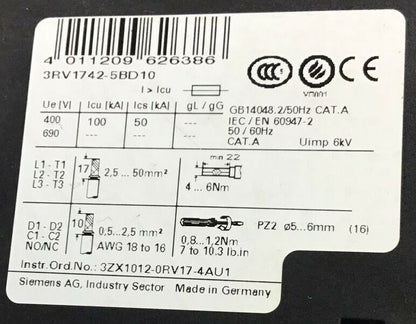 4 011209 626386
3RV1742-5BD10
I > Icu
Ue [V] Icu [kA] Ics [kA] gL / gG
400 100 50 ---
690 --- --- ---
CCC
GB14048.2/50Hz CAT.A
IEC / EN 60947-2
50 / 60Hz
CAT.A Uimp 6kV
L1 - T1
L2 - T2
L3 - T3
17
2,5 ... 50mm²
min 22
4 ... 6Nm
D1 - D2
C1 - C2
NO/NC
10
0,5...2,5 mm²
AWG 18 to 16
0,8...1,2Nm
7 to 10.3 lb.in
PZ2 ø5...6mm (16)
Instr.Ord.No.: 3ZX1012-0RV17-4AU1
Siemens AG, Industry Sector Made in Germany